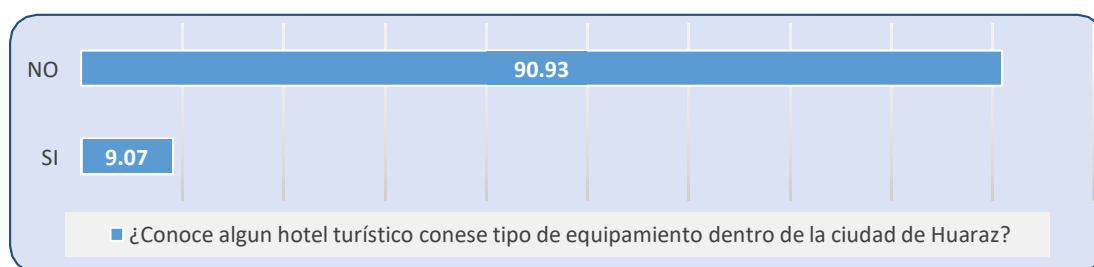 NO
90.93
SI
9.07
¿Conoce algun hotel turístico conese tipo de equipamiento dentro de la ciudad de Huaraz?